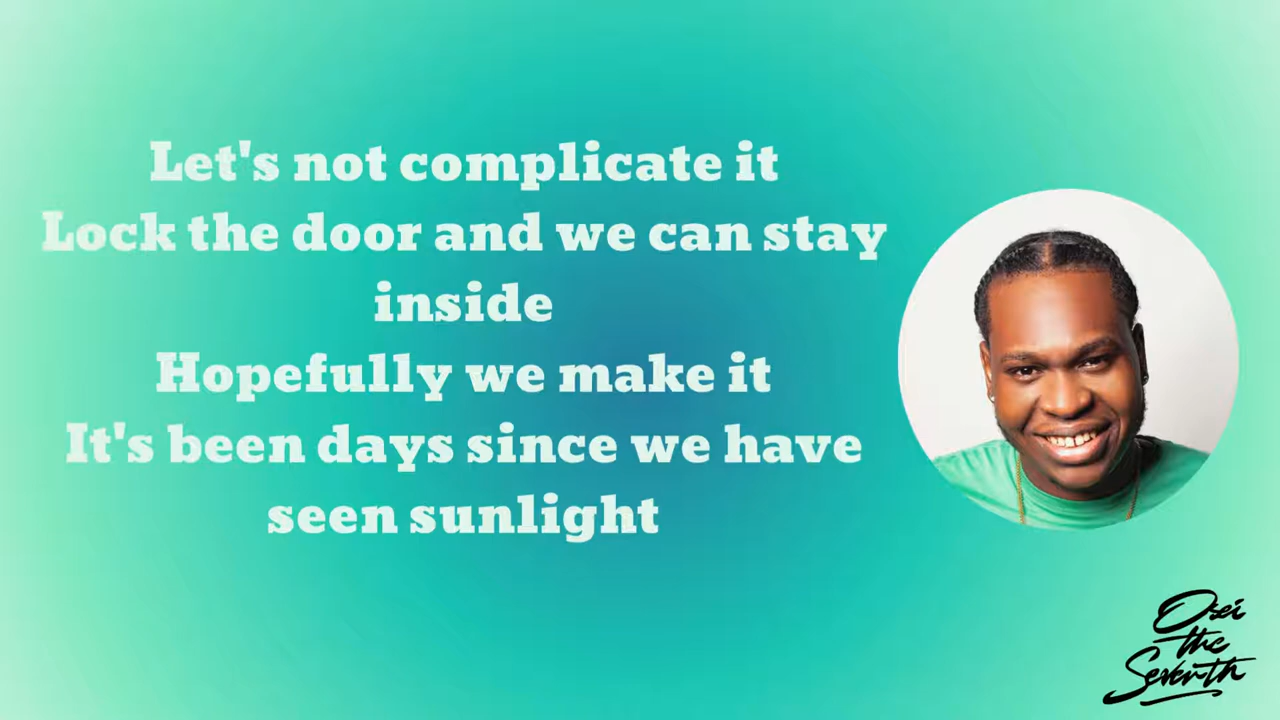 Let's not complicate it
Lock the door and we can stay
inside
Hopefully we make it
It's been days since we have
seen sunlight
Osei
the
Seventh